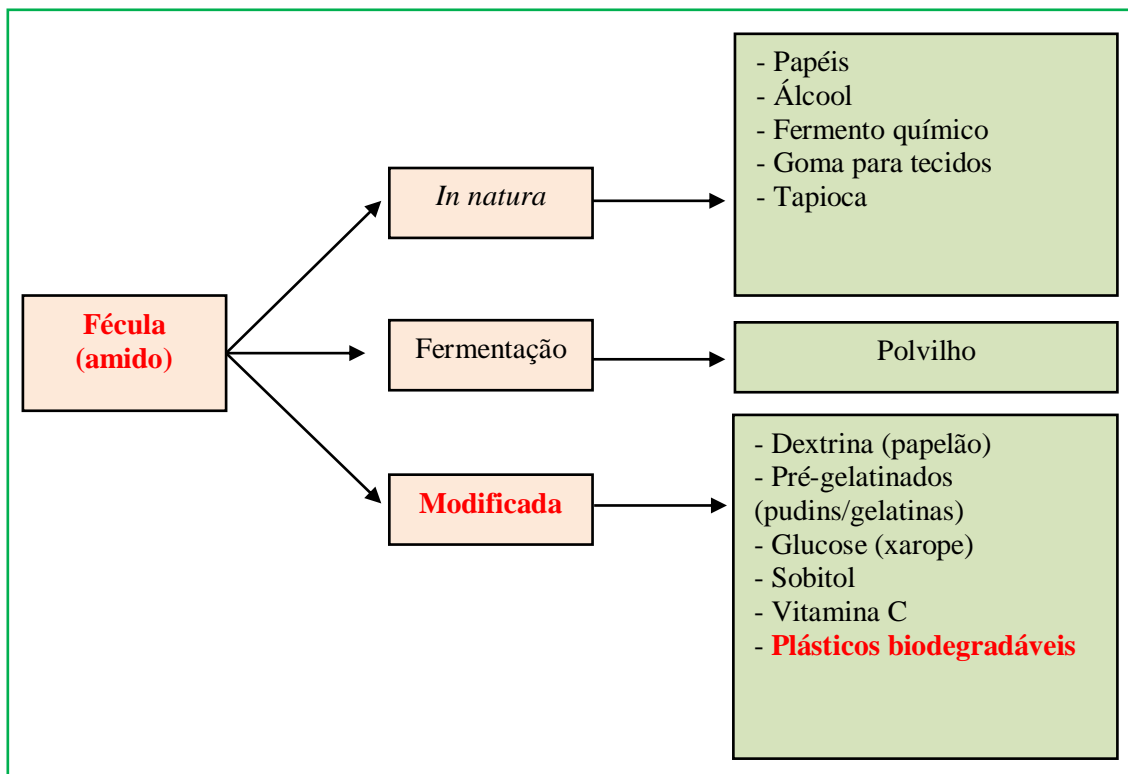 Fécula
(amido)
In natura
- Papéis
- Álcool
- Fermento químico
- Goma para tecidos
- Tapioca
Fermentação
Polvilho
Modificada
- Dextrina (papelão)
- Pré-gelatinados
(pudins/gelatinas)
- Glucose (xarope)
- Sobitol
- Vitamina C
- Plásticos biodegradáveis